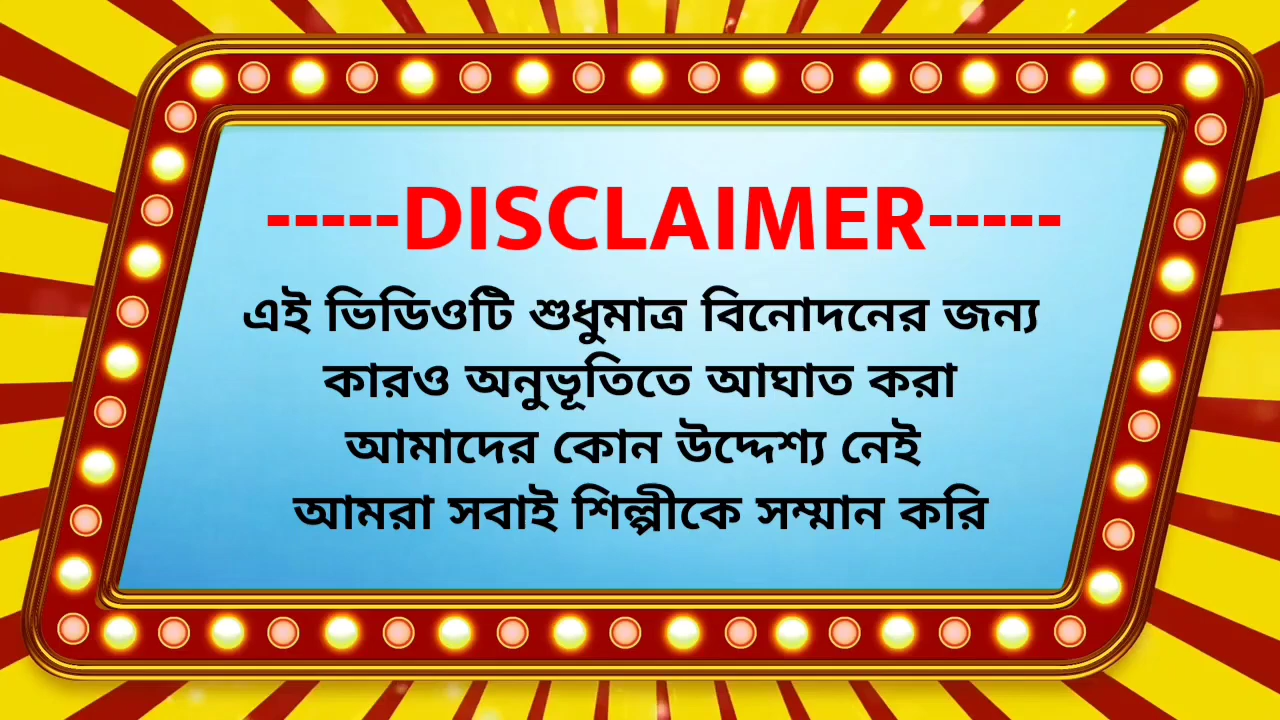 -----DISCLAIMER-----
এই ভিডিওটি শুধুমাত্র বিনোদনের জন্য
কারও অনুভূতিতে আঘাত করা
আমাদের কোন উদ্দেশ্য নেই
আমরা সবাই শিল্পীকে সম্মান করি